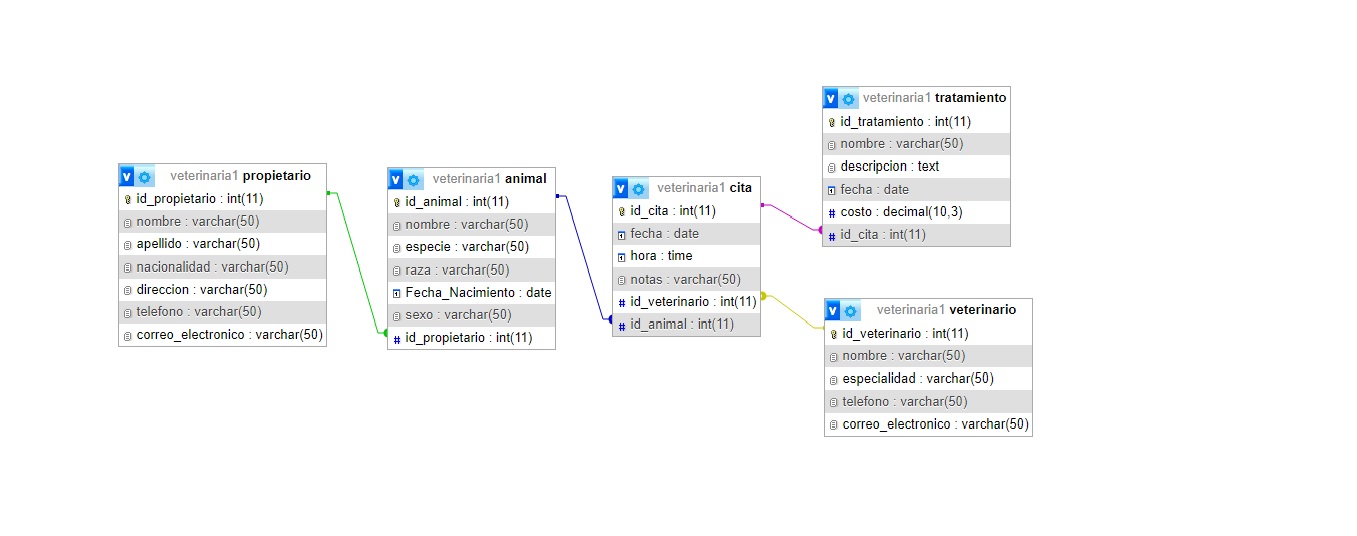 veterinaria1 propietario
id_propietario : int(11)
nombre : varchar(50)
apellido : varchar(50)
nacionalidad : varchar(50)
direccion : varchar(50)
telefono : varchar(50)
correo_electronico : varchar(50)
veterinaria1 animal
id_animal : int(11)
nombre : varchar(50)
especie : varchar(50)
raza : varchar(50)
Fecha_Nacimiento : date
sexo : varchar(50)
id_propietario : int(11)
veterinaria1 cita
id_cita : int(11)
fecha : date
hora : time
notas : varchar(50)
id_veterinario : int(11)
id_animal : int(11)
veterinaria1 tratamiento
id_tratamiento : int(11)
nombre : varchar(50)
descripcion : text
fecha : date
costo : decimal(10,3)
id_cita : int(11)
veterinaria1 veterinario
id_veterinario : int(11)
nombre : varchar(50)
especialidad : varchar(50)
telefono : varchar(50)
correo_electronico : varchar(50)